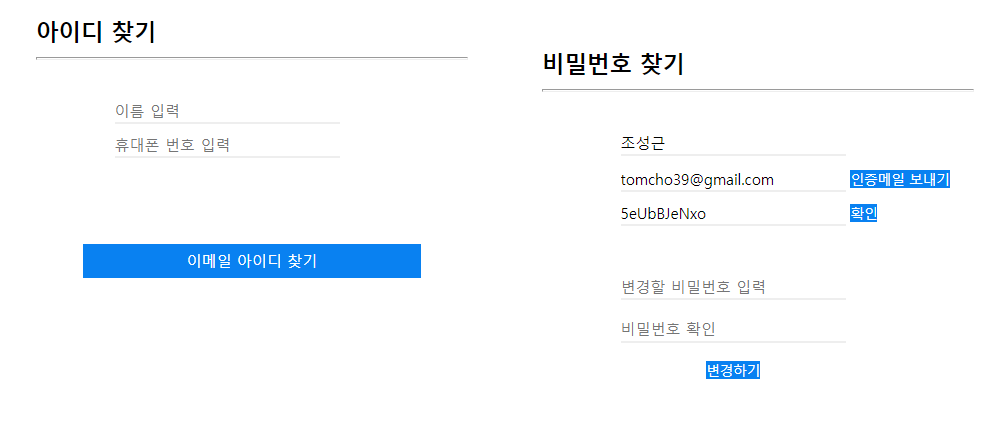 아이디 찾기
이름 입력
휴대폰 번호 입력
이메일 아이디 찾기
비밀번호 찾기
조성근
tomcho39@gmail.com 인증메일 보내기
5eUbBJeNxo 확인
변경할 비밀번호 입력
비밀번호 확인
변경하기